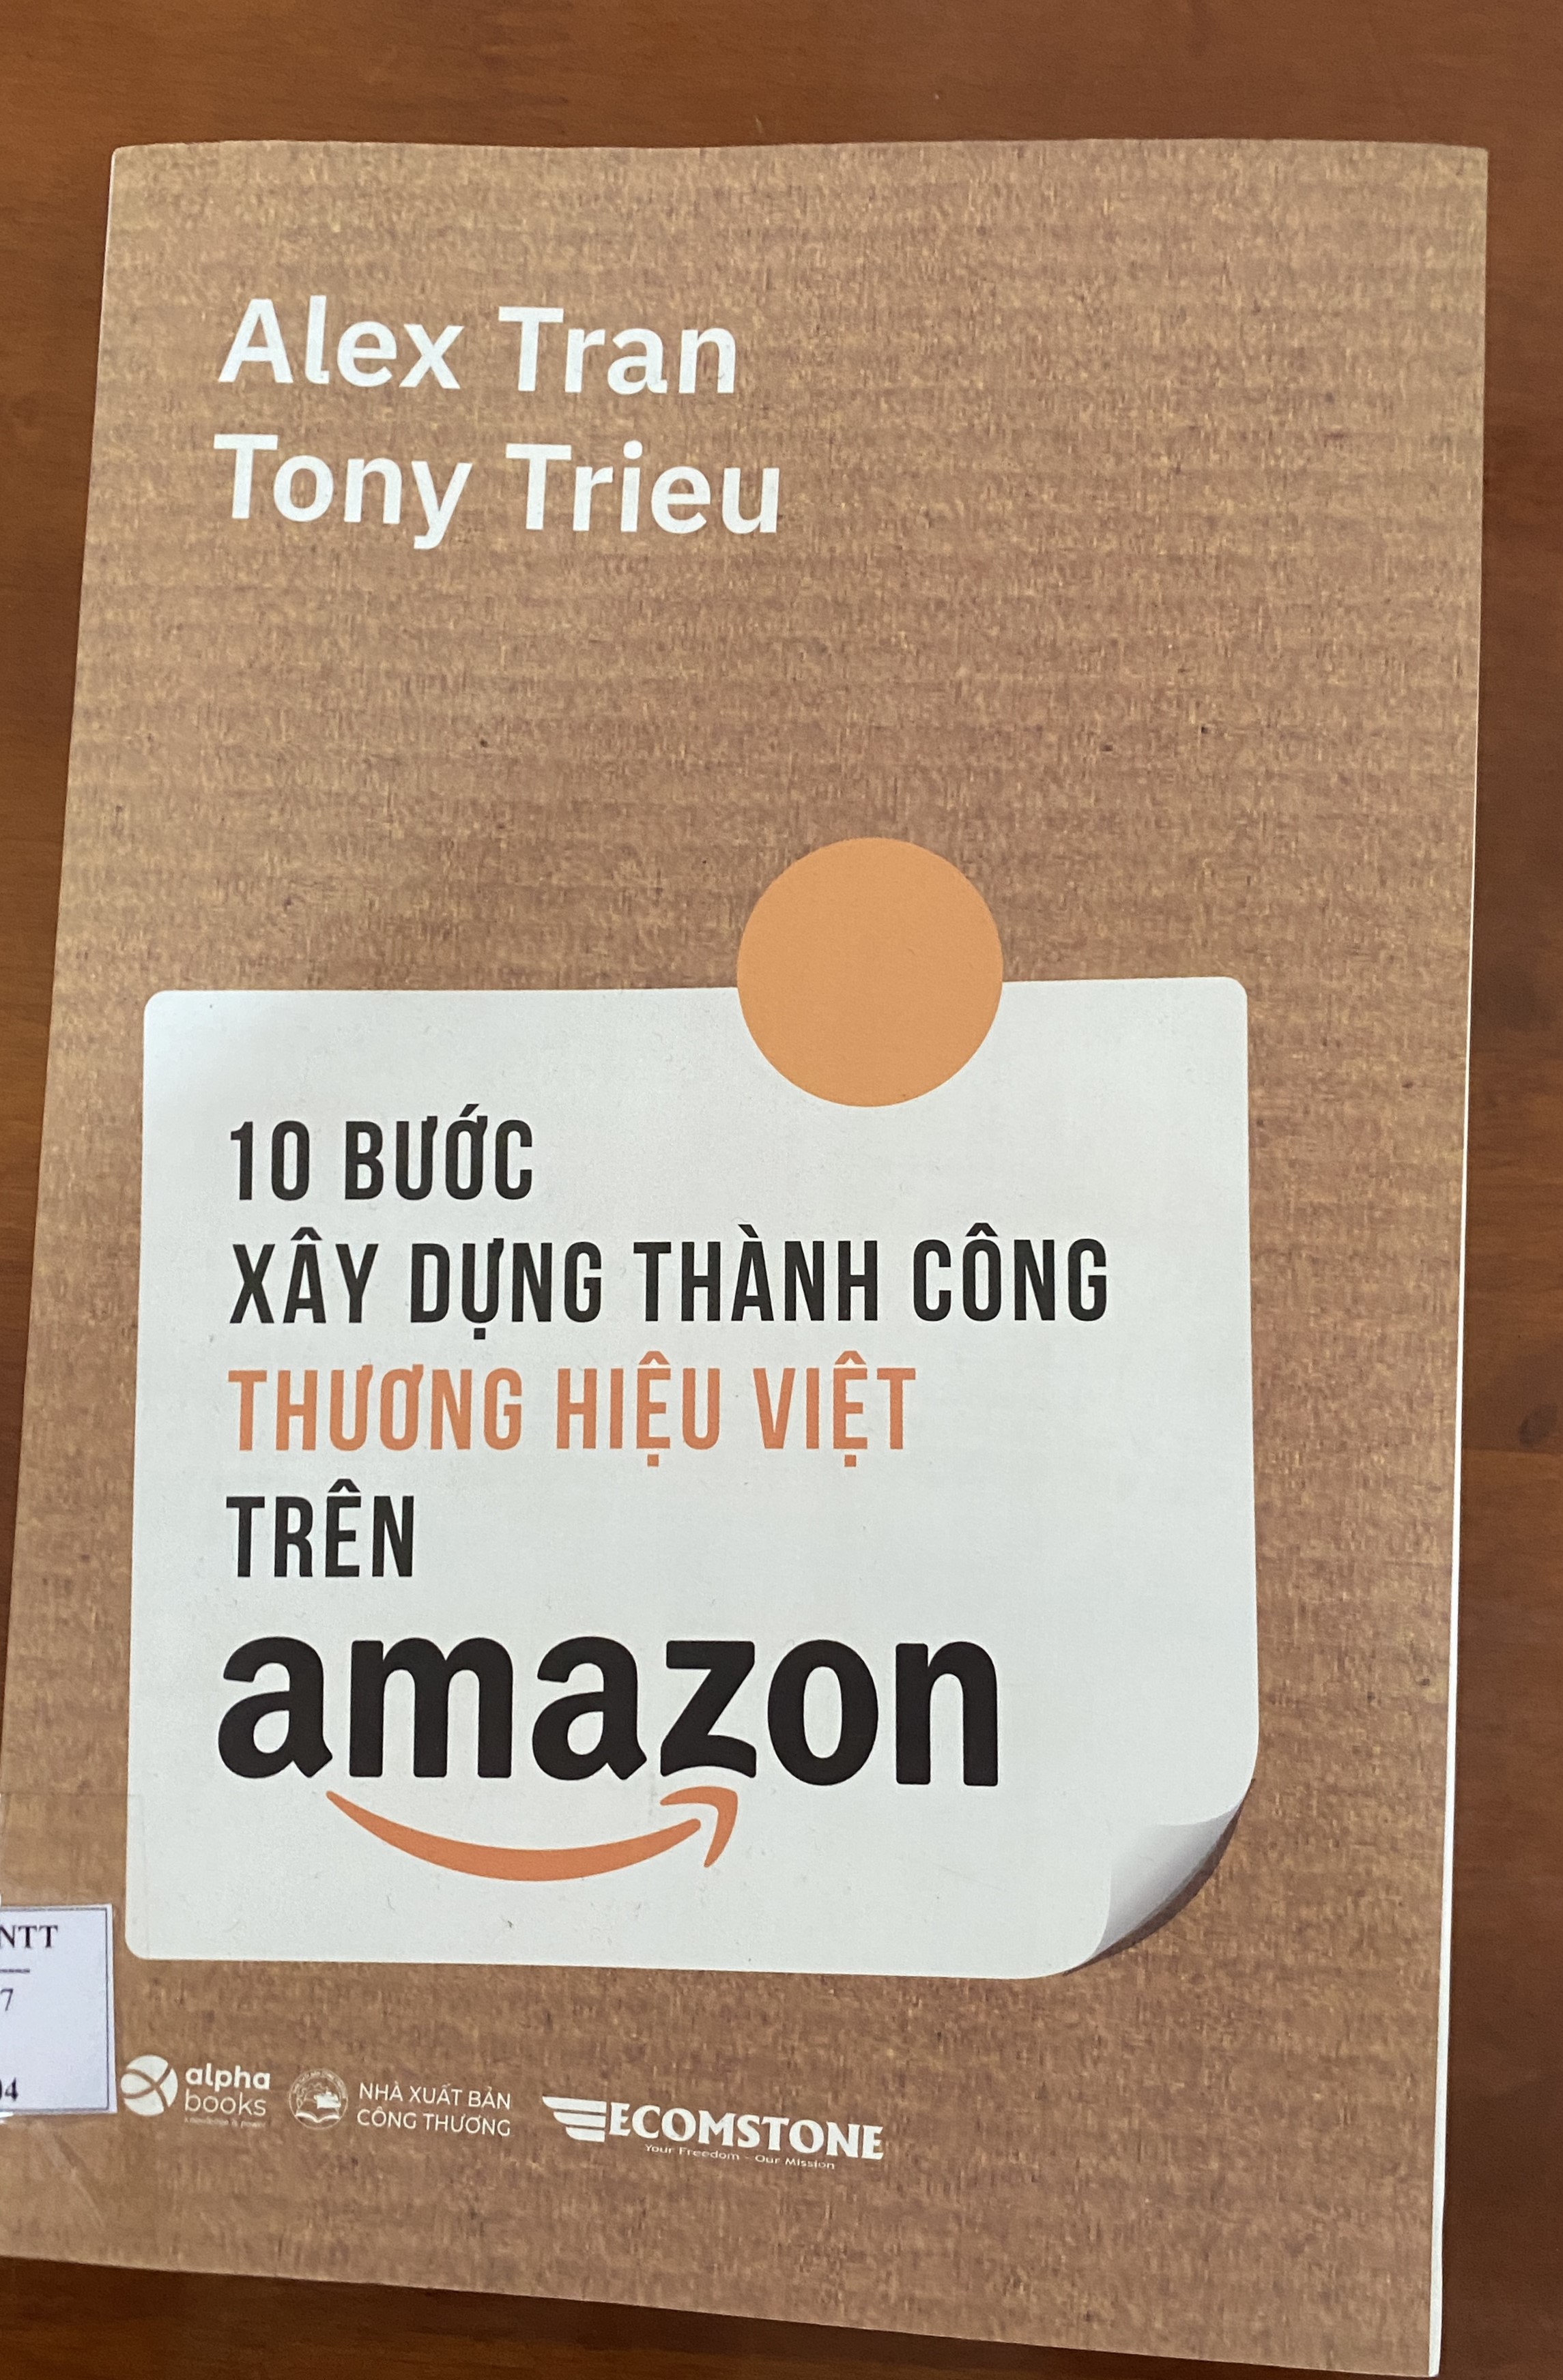 Alex Tran
Tony Trieu
10 BƯỚC
XÂY DỰNG THÀNH CÔNG
THƯƠNG HIỆU VIỆT
TRÊN
amazon
NTT
7
04
alpha
books
NHÀ XUẤT BẢN
CÔNG THƯƠNG
ECOMSTONE
Your Freedom - Our Mission